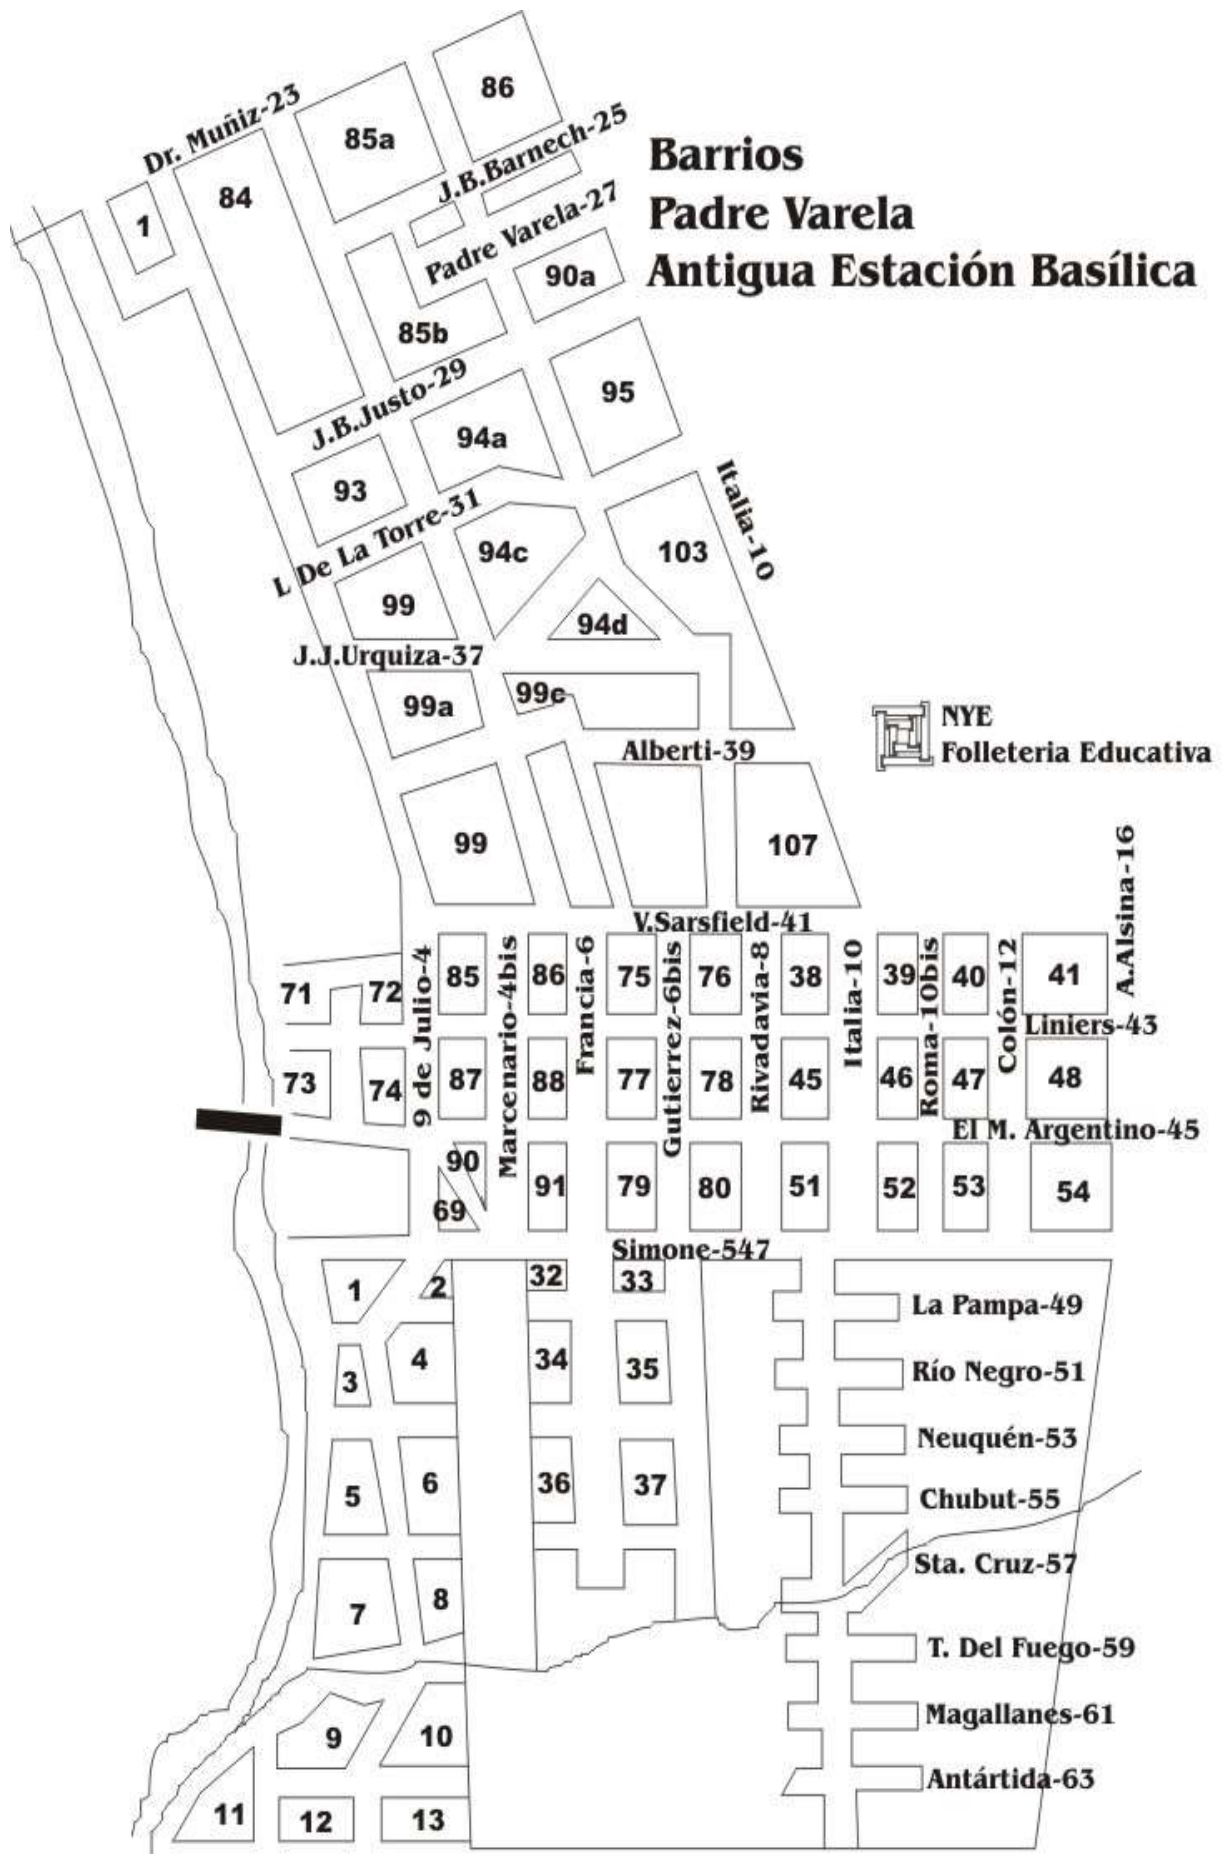 86
Dr. Muñiz-23
85a
J.B.Barnech-25
Barrios
84
1
Padre Varela-27
Padre Varela
90a
Antigua Estación Basílica
85b
J.B.Justo-29
95
94a
93
L De La Torre-31
Italia-10
94c
103
99
94d
J.J.Urquiza-37
99c
99a
NYE
Folleteria Educativa
Alberti-39
99
107
A.Alsina-16
V.Sarsfield-41
9 de Julio-4
Marcenario-4bis
Francia-6
Gutierrez-6bis
Rivadavia-8
Italia-10
Roma-10bis
Colón-12
71
72
85
86
75
76
38
39
40
41
Liniers-43
73
74
87
88
77
78
45
46
47
48
El M. Argentino-45
90
69
91
79
80
51
52
53
54
Simone-547
1
2
32
33
La Pampa-49
3
4
34
35
Río Negro-51
Neuquén-53
5
6
36
37
Chubut-55
Sta. Cruz-57
7
8
T. Del Fuego-59
9
10
Magallanes-61
Antártida-63
11
12
13